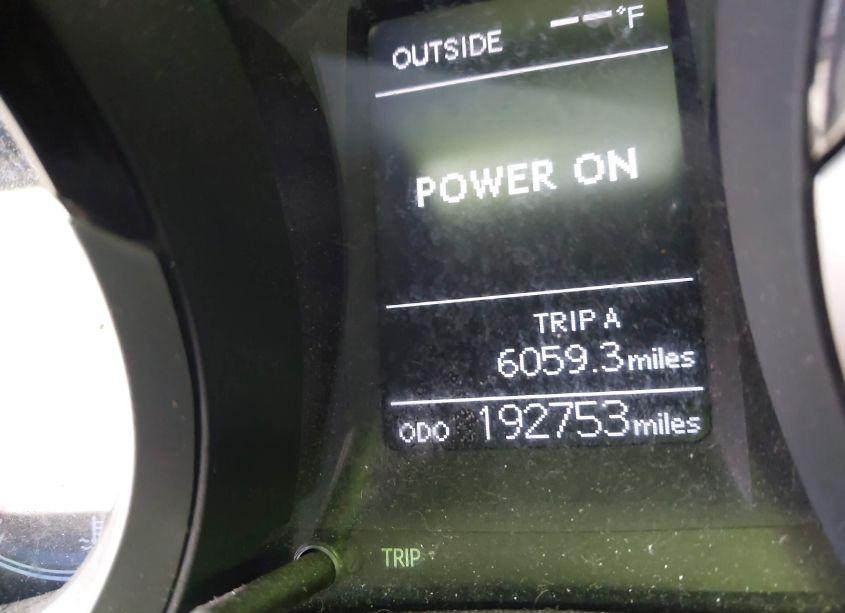 OUTSIDE --°F
POWER ON
TRIP A
6059.3 miles
ODO 192753 miles
TRIP